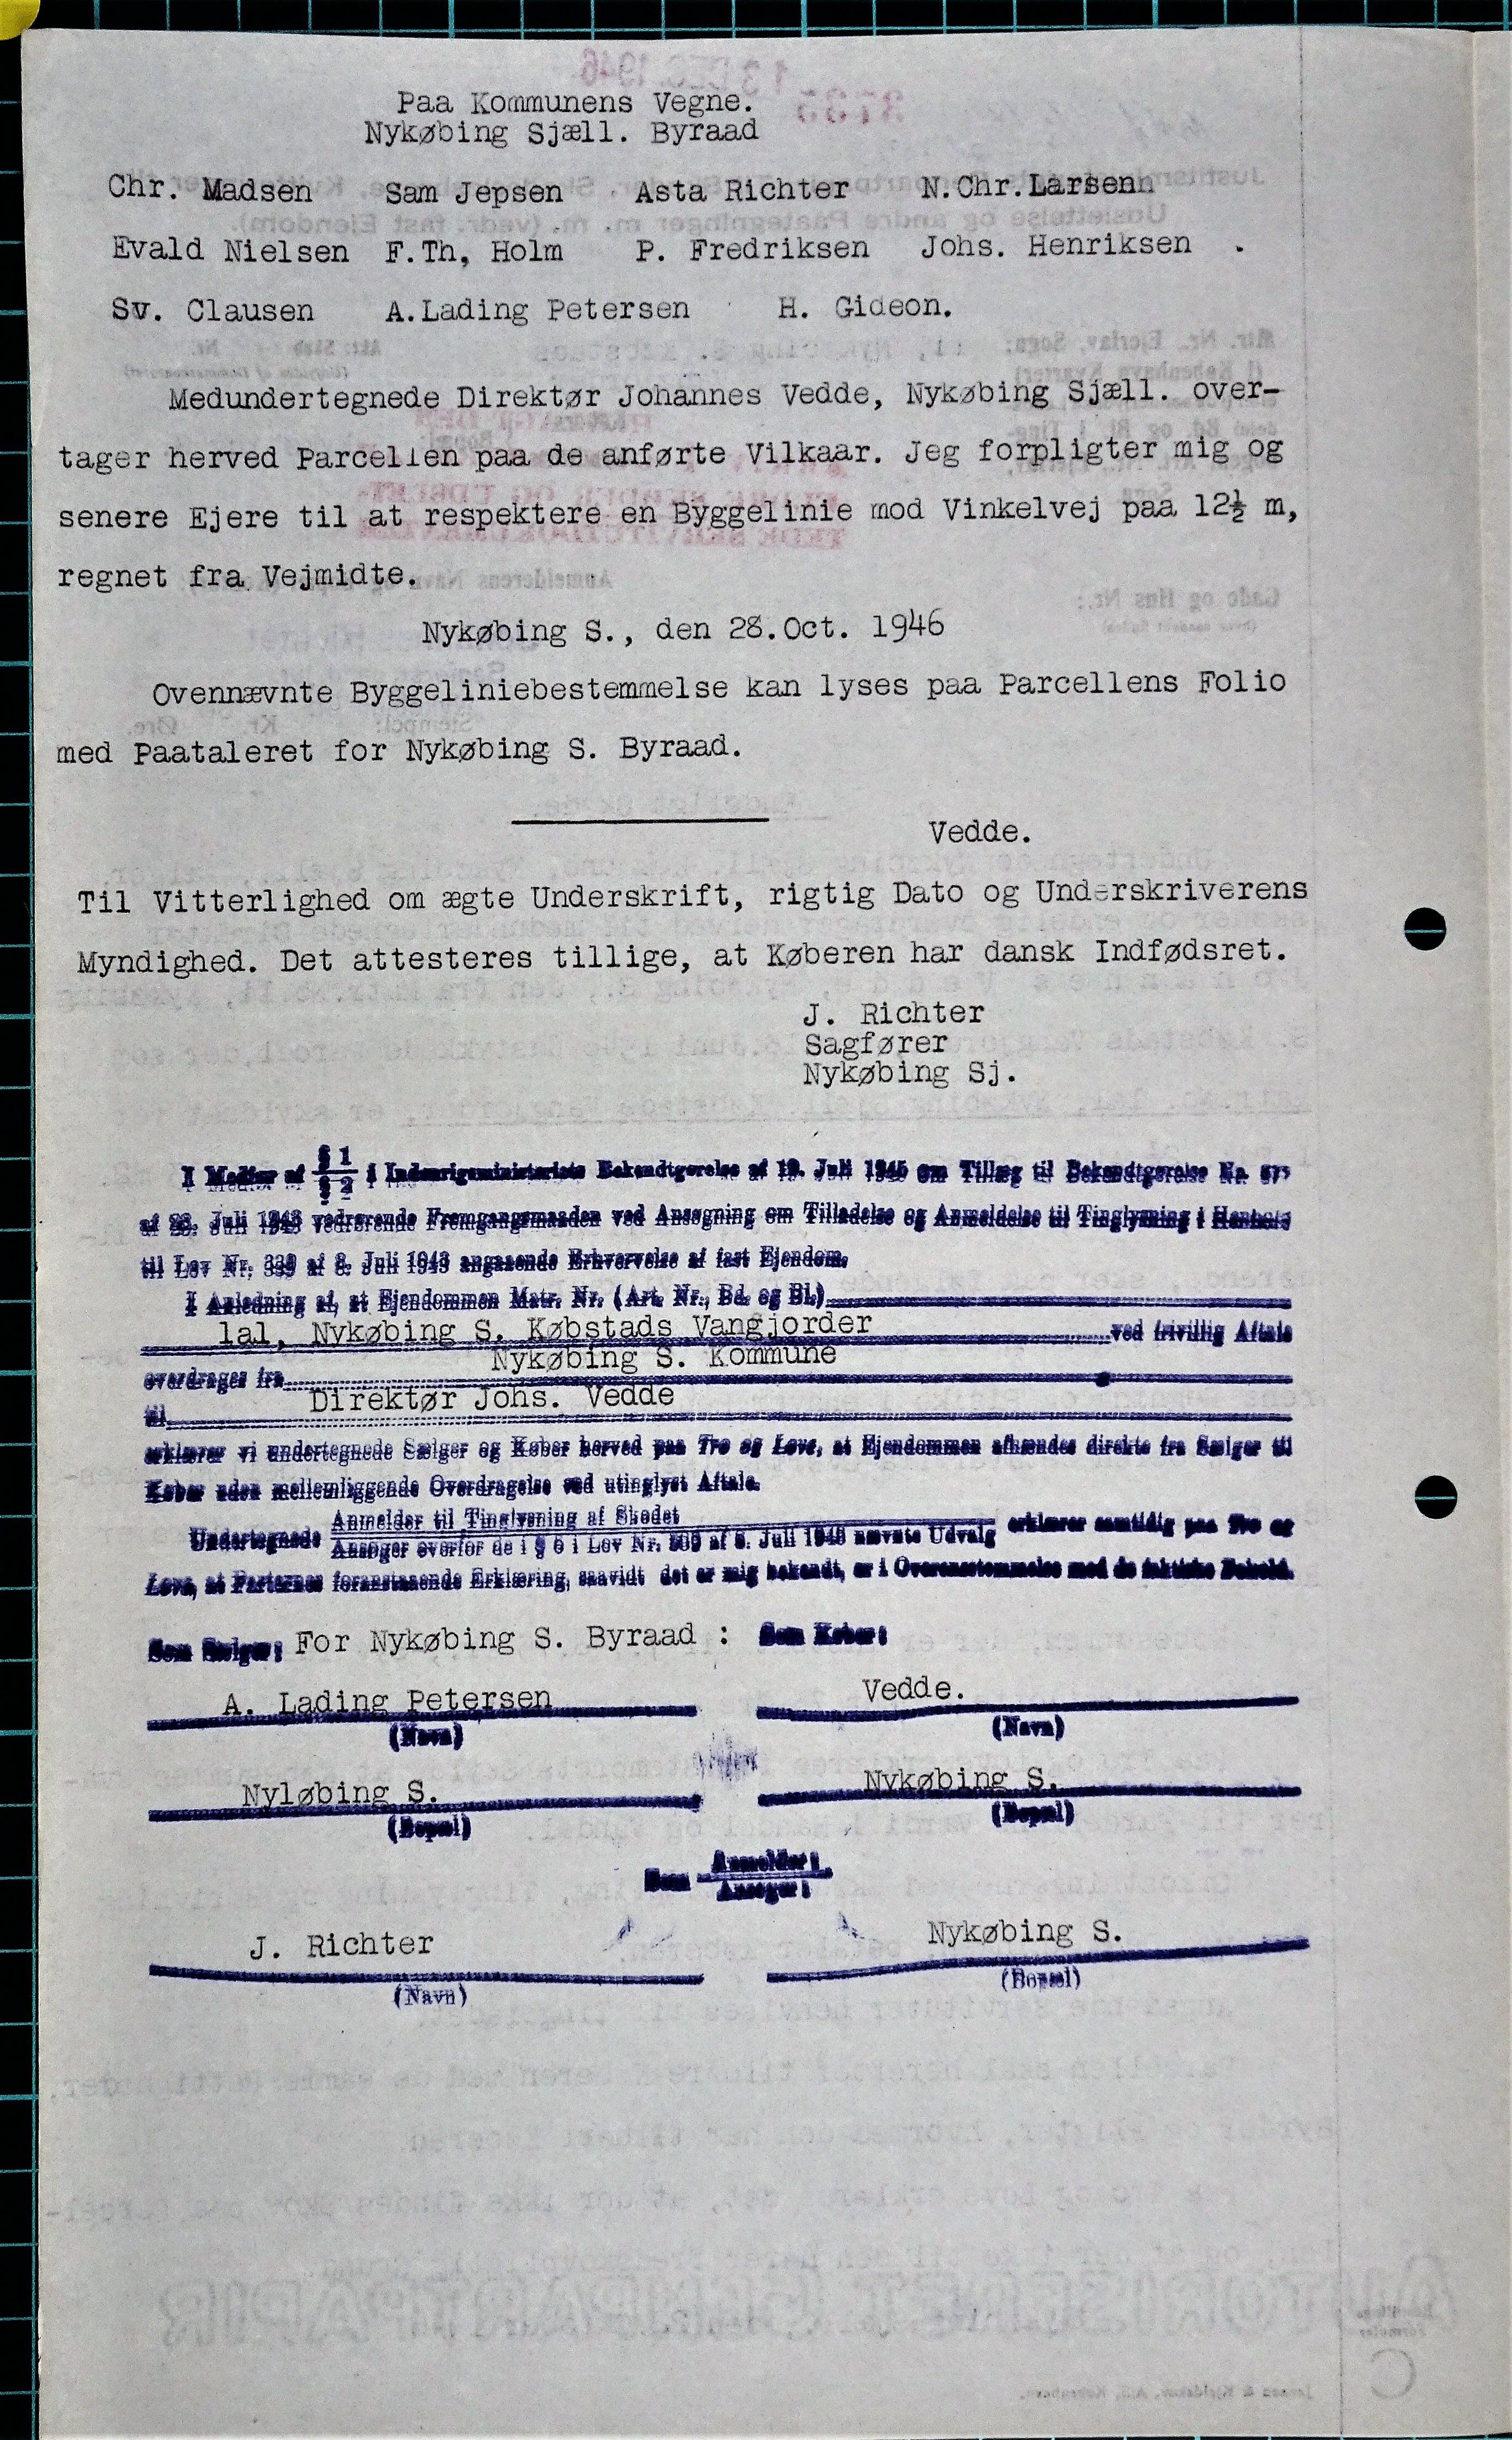 Paa Kommunens Vegne.
Nykøbing Sjæll. Byraad
Chr. Madsen Sam Jepsen Asta Richter N.Chr.Larsenn
Evald Nielsen F.Th, Holm P. Fredriksen Johs. Henriksen .
Sv. Clausen A.Lading Petersen H. Gideon.
Medundertegnede Direktør Johannes Vedde, Nykøbing Sjæll. over-
tager herved Parcellen paa de anførte Vilkaar. Jeg forpligter mig og
senere Ejere til at respektere en Byggelinie mod Vinkelvej paa 12½ m,
regnet fra Vejmidte.
Nykøbing S., den 28.Oct. 1946
Ovennævnte Byggeliniebestemmelse kan lyses paa Parcellens Folio
med Paataleret for Nykøbing S. Byraad.
Vedde.
Til Vitterlighed om ægte Underskrift, rigtig Dato og Underskriverens
Myndighed. Det attesteres tillige, at Køberen har dansk Indfødsret.
J. Richter
Sagfører
Nykøbing Sj.
I Medfør af § 1 / § 2 i Indenrigsministeriets Bekendtgørelse af 19. Juli 1945 om Tillæg til Bekendtgørelse Nr.
af 23. Juli 1943 vedrørende Fremgangsmaaden ved Ansøgning om Tilladelse og Anmeldelse til Tinglysning i Henhold
til Lov Nr. 339 af 8. Juli 1943 angaaende Erhvervelse af fast Ejendom.
I Anledning af, at Ejendommen Matr. Nr. (Art. Nr., Bd. og Bl.)
1a1, Nykøbing S. Købstads Vangjorder ved frivillig Aftale
overdrages fra Nykøbing S. Kommune
til Direktør Johs. Vedde
erklærer vi undertegnede Sælger og Køber herved paa Tro og Love, at Ejendommen afhændes direkte fra Sælger til
Køber uden mellemliggende Overdragelse ved utinglyst Aftale.
Anmelder til Tinglysning af Skødet
Undertegnede erklærer samtidig paa Tro og
Ansøger overfor de i § 6 i Lov Nr. af 8. Juli nævnte Udvalg
Love, at Parternes foranstaaende Erklæring, saavidt det er mig bekendt, er i Overensstemmelse med de faktiske Forhold.
Som Sælger: For Nykøbing S. Byraad : Som Køber:
A. Lading Petersen Vedde.
(Navn) (Navn)
Nyløbing S. Nykøbing S.
(Bopæl) (Bopæl)
Som Anmelder: / Ansøger:
J. Richter Nykøbing S.
(Navn) (Bopæl)